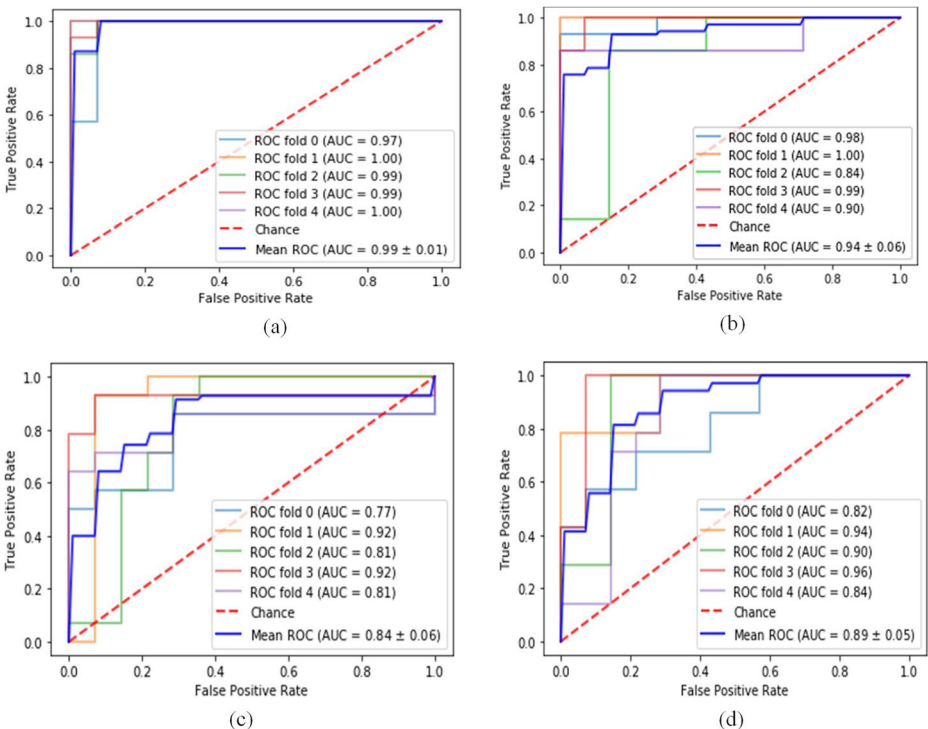 1.0
0.8
0.6
0.4
0.2
0.0
True Positive Rate
ROC fold 0 (AUC = 0.97)
ROC fold 1 (AUC = 1.00)
ROC fold 2 (AUC = 0.99)
ROC fold 3 (AUC = 0.99)
ROC fold 4 (AUC = 1.00)
Chance
Mean ROC (AUC = 0.99 ± 0.01)
0.0 0.2 0.4 0.6 0.8 1.0
False Positive Rate
(a)
1.0
0.8
0.6
0.4
0.2
0.0
True Positive Rate
ROC fold 0 (AUC = 0.98)
ROC fold 1 (AUC = 1.00)
ROC fold 2 (AUC = 0.84)
ROC fold 3 (AUC = 0.99)
ROC fold 4 (AUC = 0.90)
Chance
Mean ROC (AUC = 0.94 ± 0.06)
0.0 0.2 0.4 0.6 0.8 1.0
False Positive Rate
(b)
1.0
0.8
0.6
0.4
0.2
0.0
True Positive Rate
ROC fold 0 (AUC = 0.77)
ROC fold 1 (AUC = 0.92)
ROC fold 2 (AUC = 0.81)
ROC fold 3 (AUC = 0.92)
ROC fold 4 (AUC = 0.81)
Chance
Mean ROC (AUC = 0.84 ± 0.06)
0.0 0.2 0.4 0.6 0.8 1.0
False Positive Rate
(c)
1.0
0.8
0.6
0.4
0.2
0.0
True Positive Rate
ROC fold 0 (AUC = 0.82)
ROC fold 1 (AUC = 0.94)
ROC fold 2 (AUC = 0.90)
ROC fold 3 (AUC = 0.96)
ROC fold 4 (AUC = 0.84)
Chance
Mean ROC (AUC = 0.89 ± 0.05)
0.0 0.2 0.4 0.6 0.8 1.0
False Positive Rate
(d)